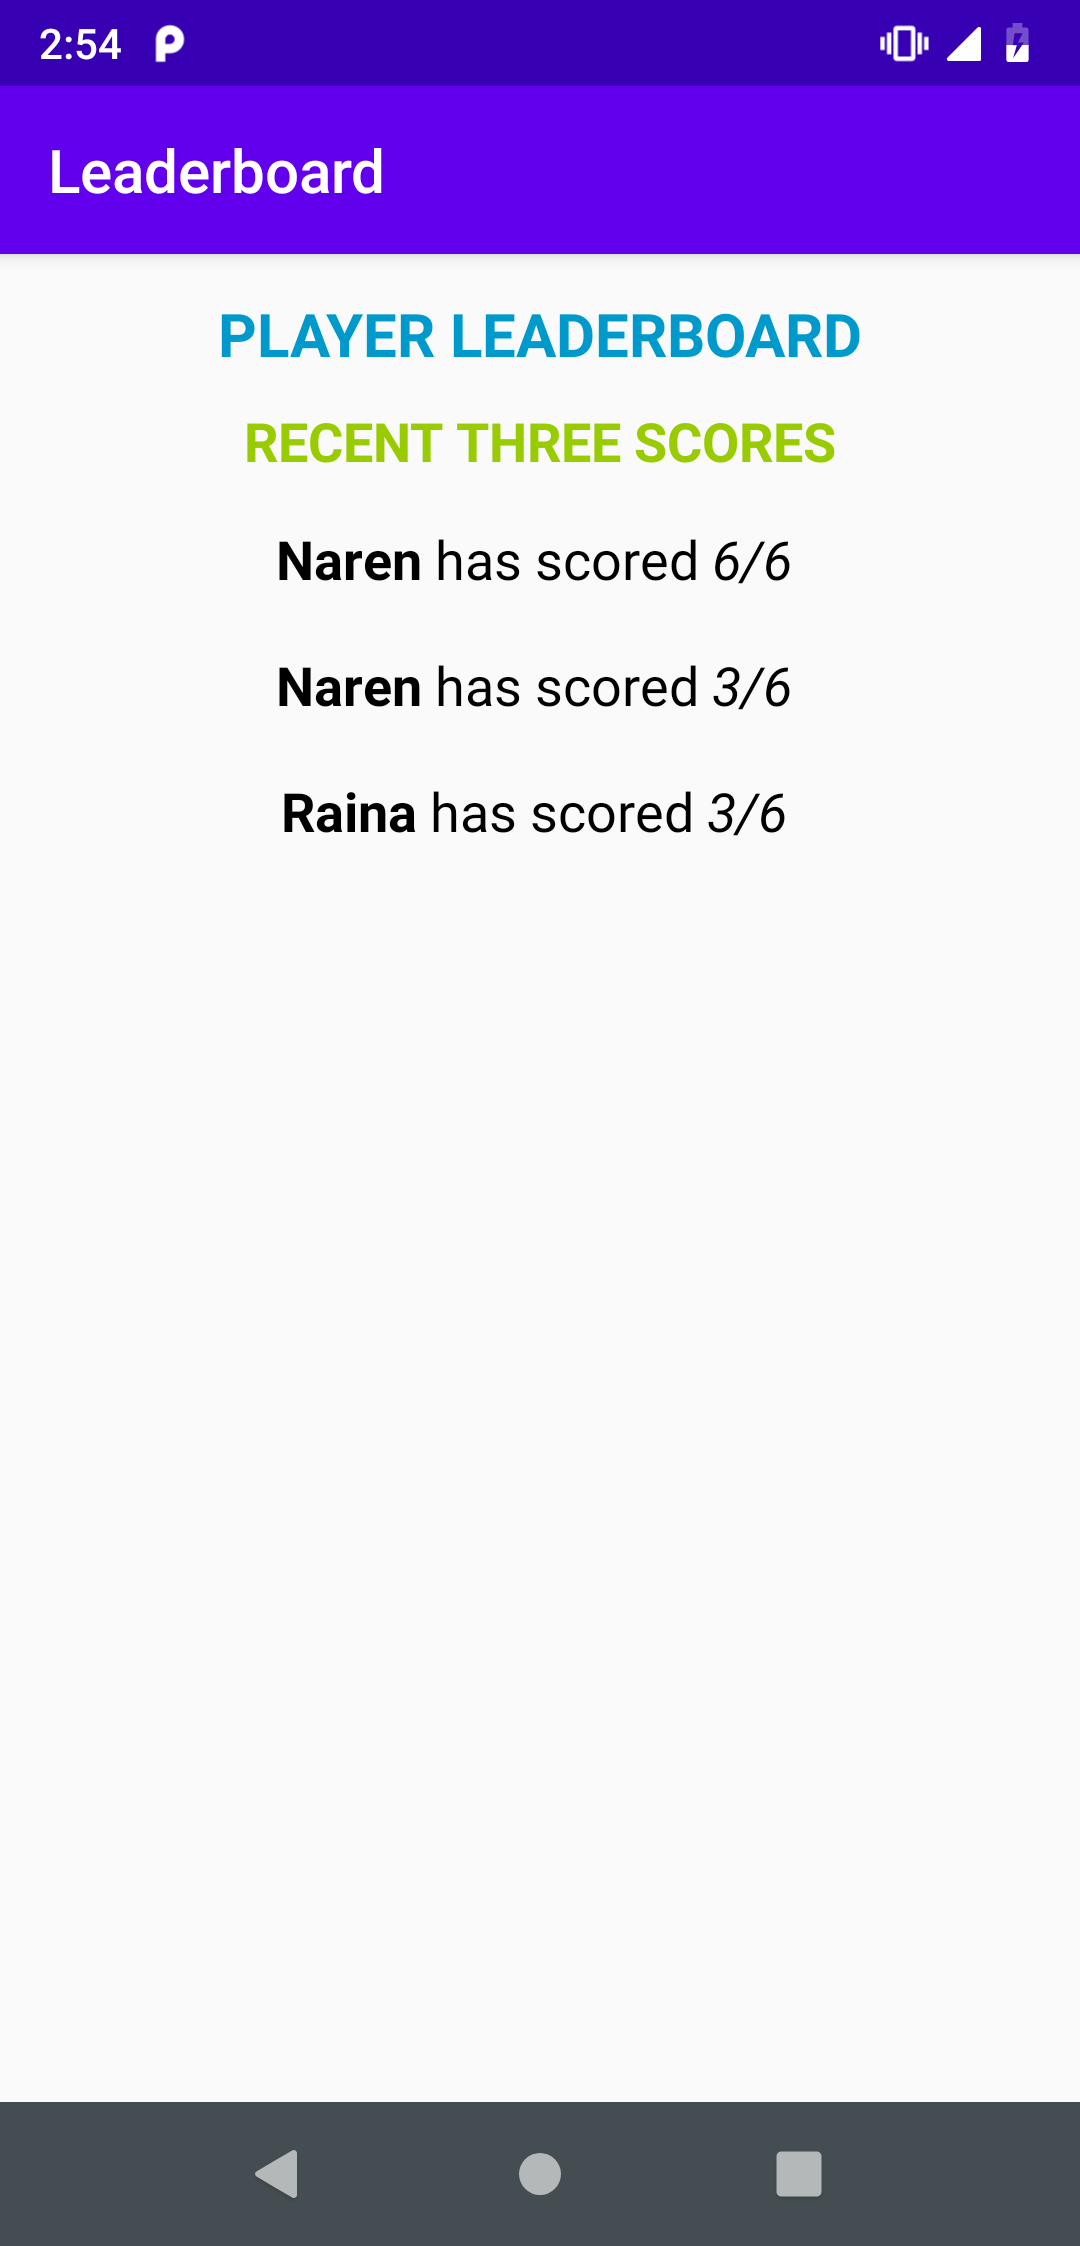 2:54
Leaderboard
PLAYER LEADERBOARD
RECENT THREE SCORES
Naren has scored 6/6
Naren has scored 3/6
Raina has scored 3/6